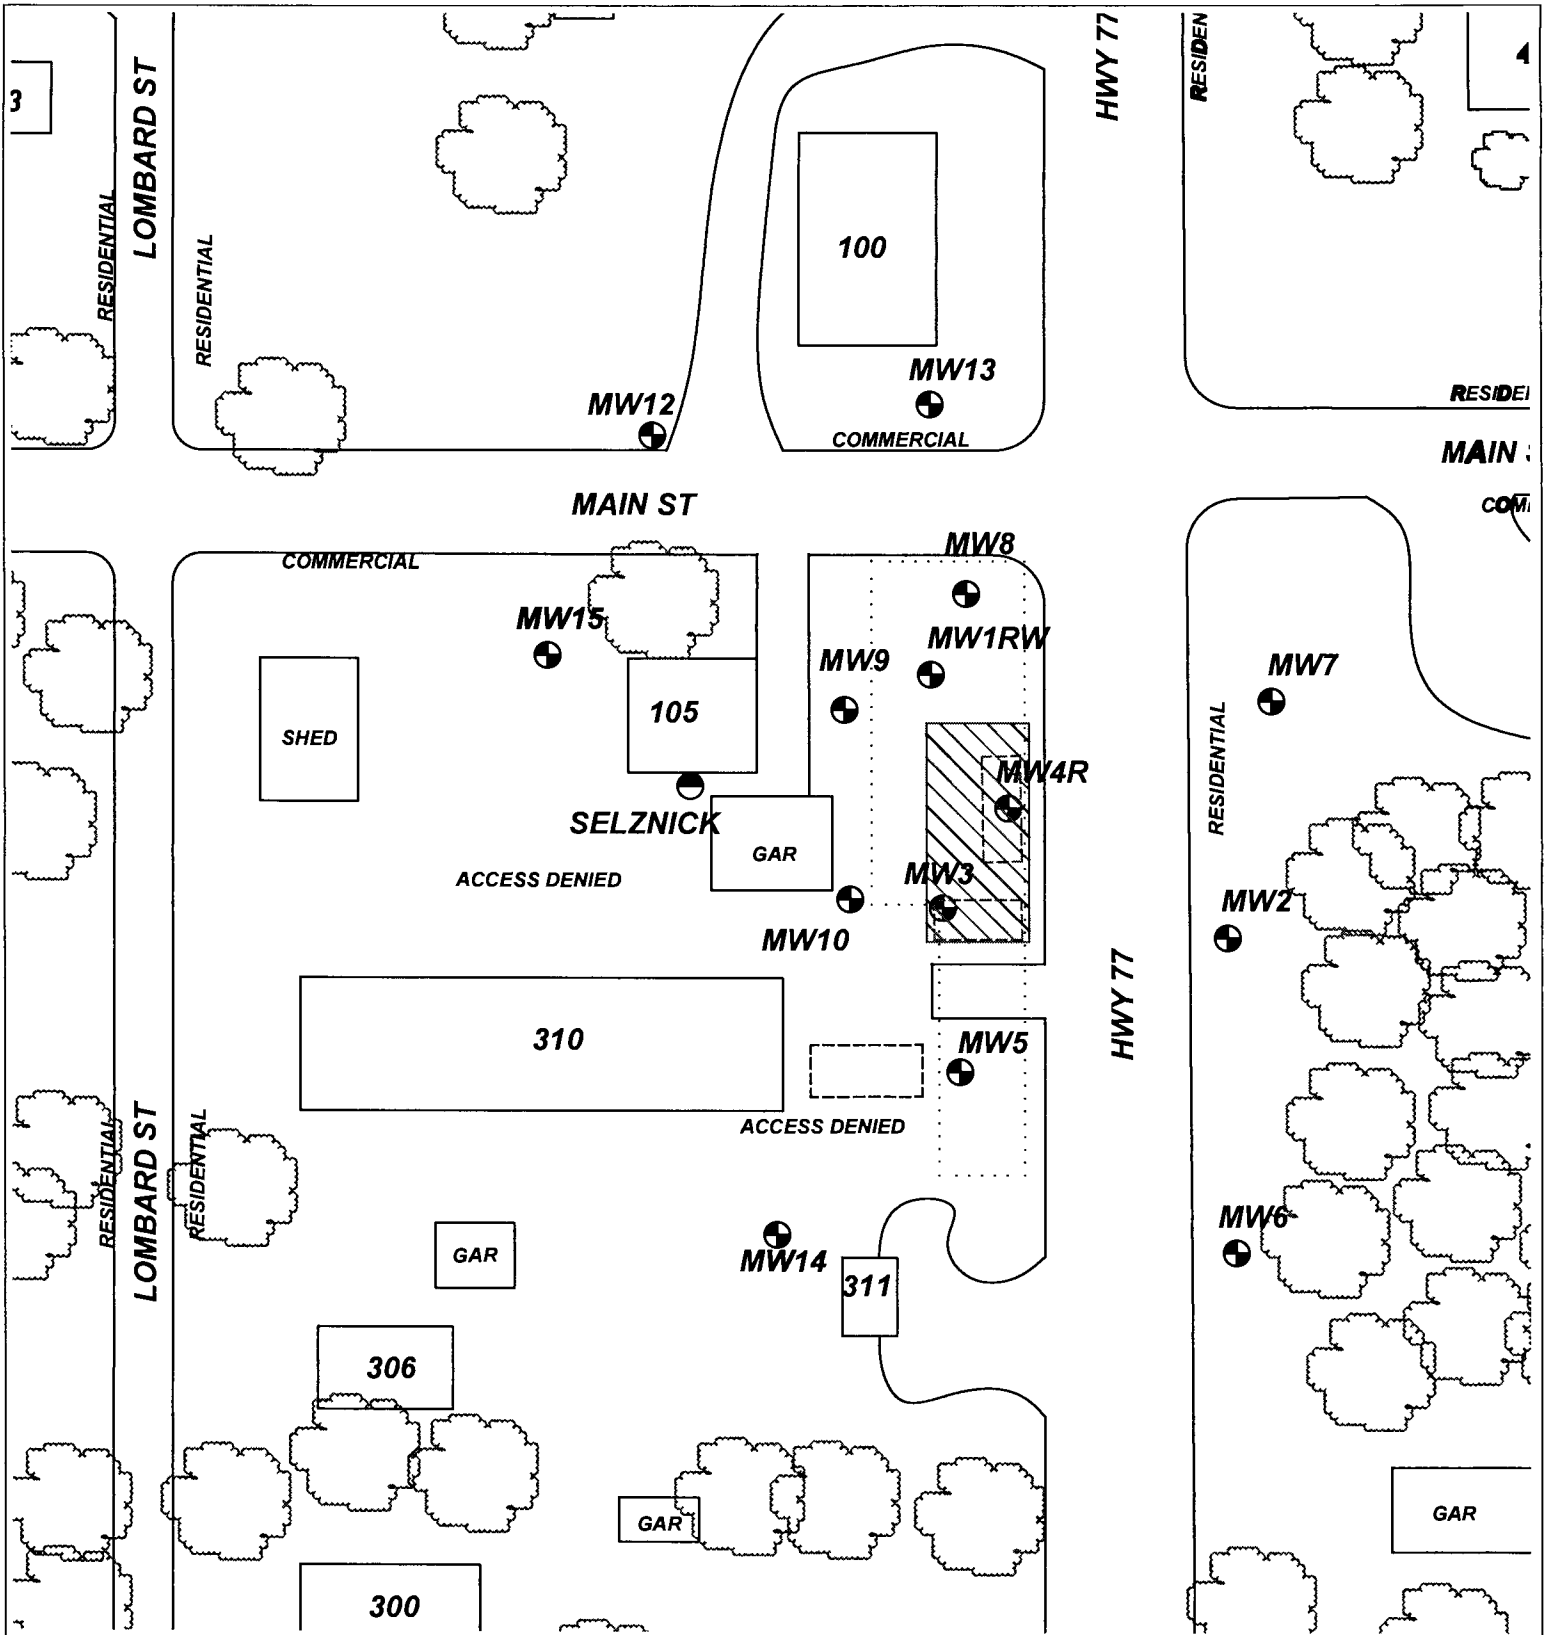 HWY 77
3
LOMBARD ST
RESIDENTIAL
RESIDENTIAL
100
MW13
MW12
COMMERCIAL
MAIN ST
COMMERCIAL
MW8
MW15
MW1RW
MW9
MW7
105
SHED
RESIDENTIAL
MW4R
SELZNICK
GAR
ACCESS DENIED
MW3
MW2
MW10
310
HWY 77
MW5
ACCESS DENIED
LOMBARD ST
RESIDENTIAL
RESIDENTIAL
MW6
GAR
MW14
311
306
GAR
GAR
300
RESIDEN
4
RESIDE
MAIN
COM